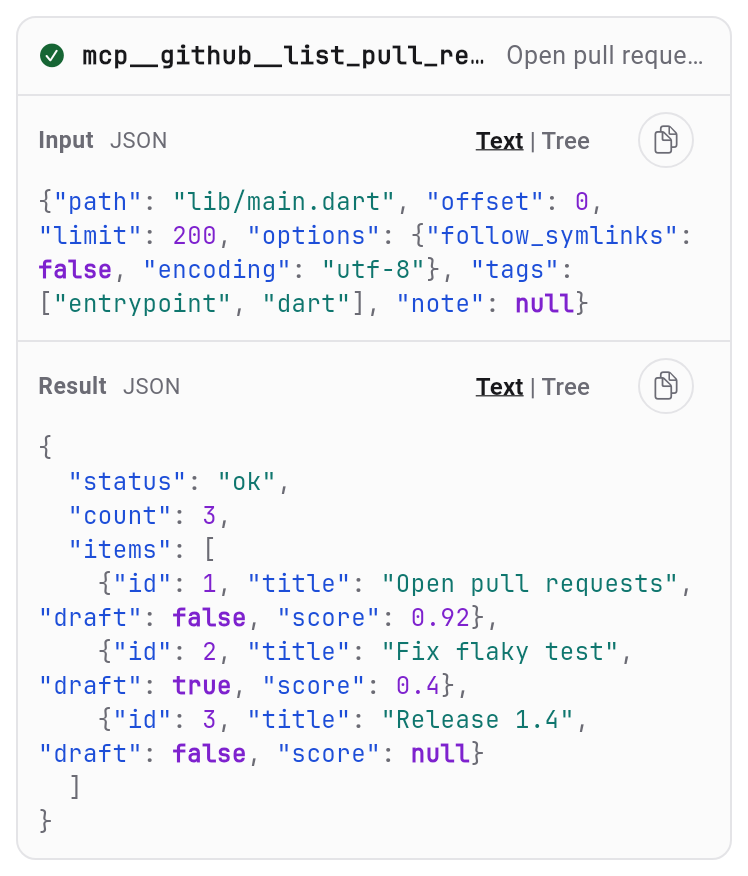 mcp__github__list_pull_re… Open pull reque…
Input JSON Text | Tree
{"path": "lib/main.dart", "offset": 0,
"limit": 200, "options": {"follow_symlinks":
false, "encoding": "utf-8"}, "tags":
["entrypoint", "dart"], "note": null}
Result JSON Text | Tree
{
  "status": "ok",
  "count": 3,
  "items": [
    {"id": 1, "title": "Open pull requests",
"draft": false, "score": 0.92},
    {"id": 2, "title": "Fix flaky test",
"draft": true, "score": 0.4},
    {"id": 3, "title": "Release 1.4",
"draft": false, "score": null}
  ]
}